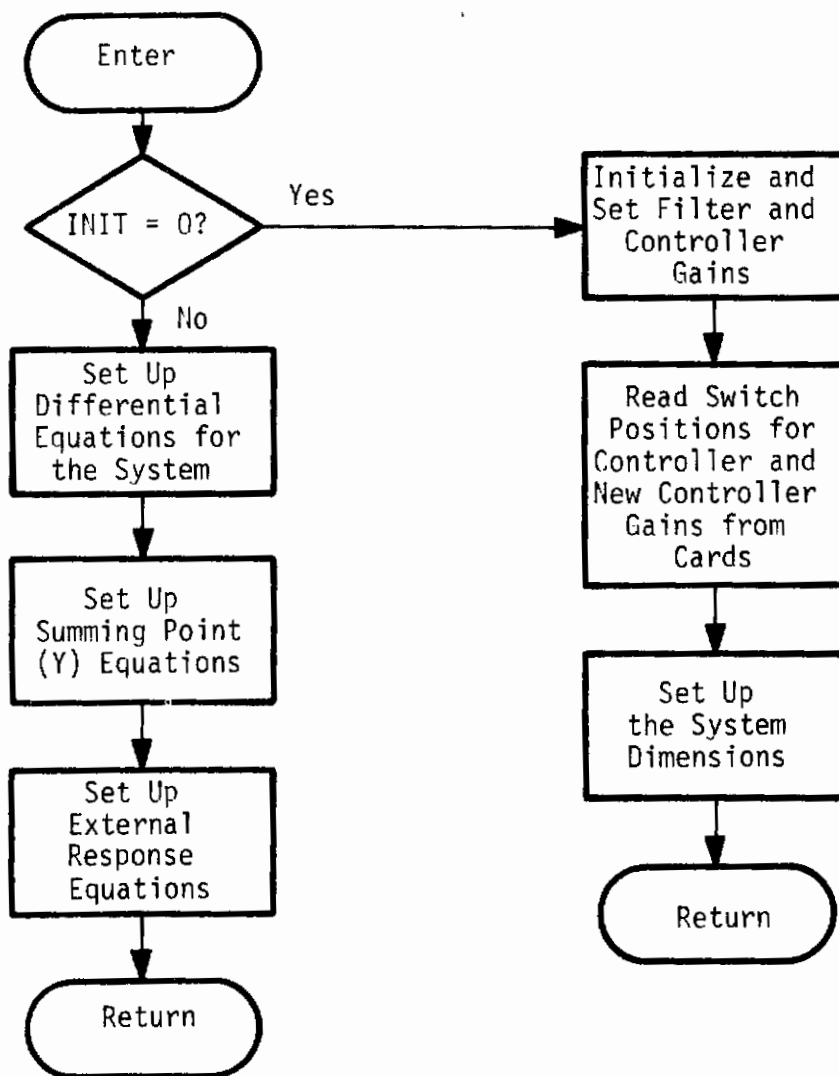 Enter
INIT = 0?
Yes
No
Set Up
Differential
Equations for
the System
Set Up
Summing Point
(Y) Equations
Set Up
External
Response
Equations
Return
Initialize and
Set Filter and
Controller
Gains
Read Switch
Positions for
Controller and
New Controller
Gains from
Cards
Set Up
the System
Dimensions
Return